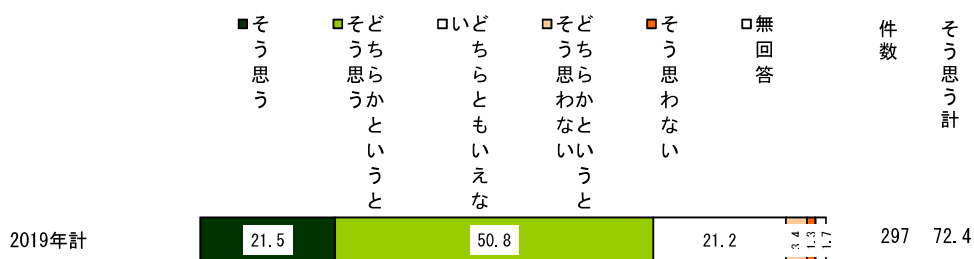 そう思う
どちらかというと
そう思う
どちらともいえな
い
どちらかというと
そう思わない
そう思わない
無回答
件数
そう思う計
2019年計
21.5
50.8
21.2
3.4
1.3
1.7
297
72.4